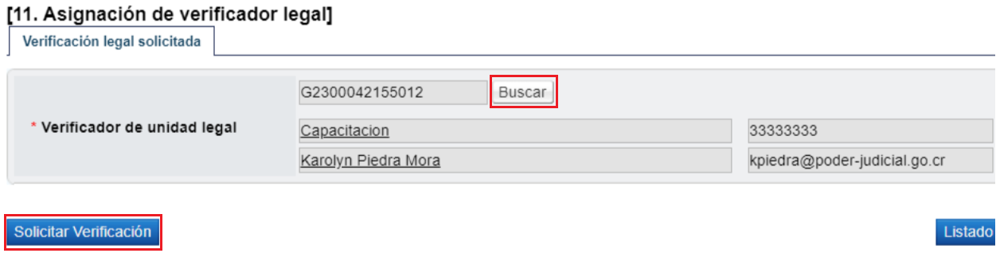 [11. Asignación de verificador legal]
Verificación legal solicitada
G2300042155012 Buscar
* Verificador de unidad legal
Capacitacion 33333333
Karolyn Piedra Mora kpiedra@poder-judicial.go.cr
Solicitar Verificación Listado